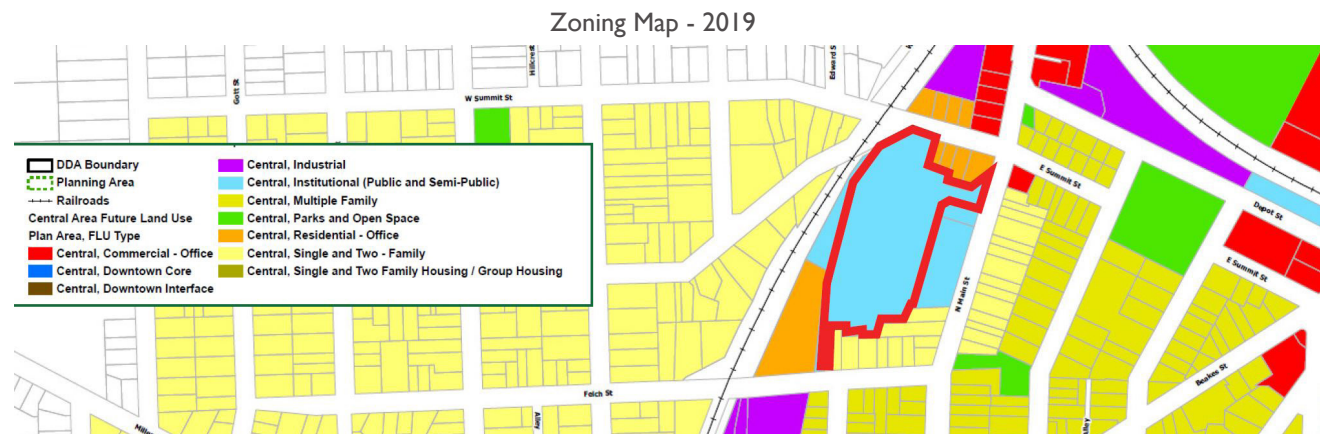 Zoning Map - 2019
Gott St
Hillcrest
W Summit St
DDA Boundary
Planning Area
Railroads
Central Area Future Land Use
Plan Area, FLU Type
Central, Commercial - Office
Central, Downtown Core
Central, Downtown Interface
Central, Industrial
Central, Institutional (Public and Semi-Public)
Central, Multiple Family
Central, Parks and Open Space
Central, Residential - Office
Central, Single and Two - Family
Central, Single and Two Family Housing / Group Housing
E Summit St
Depot St
E Summit St
N Main St
Beakes St
Felch St
Alley